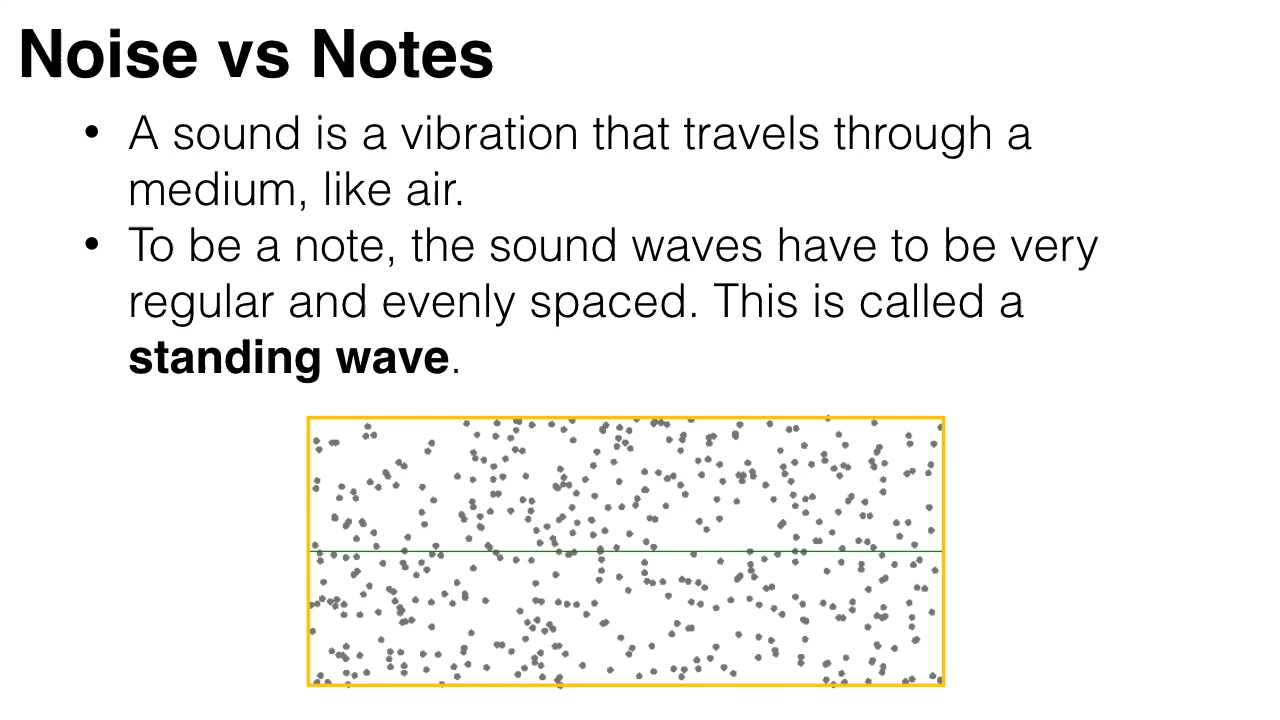 Noise vs Notes
• A sound is a vibration that travels through a
medium, like air.
• To be a note, the sound waves have to be very
regular and evenly spaced. This is called a
standing wave.